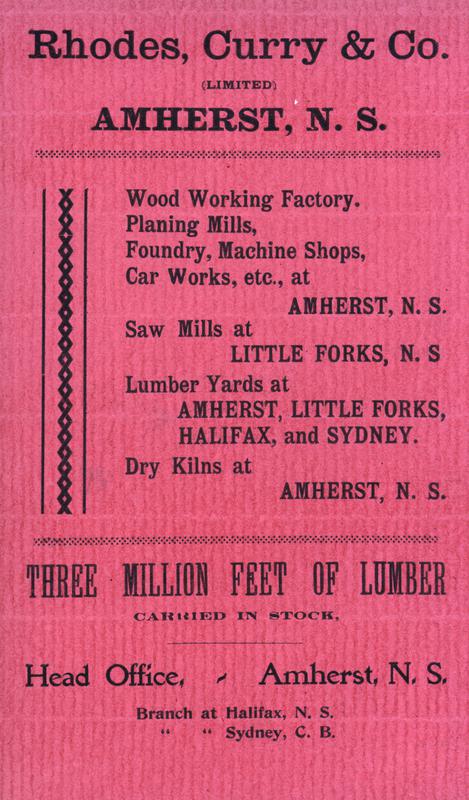 Rhodes, Curry & Co.
(LIMITED)
AMHERST, N. S.
Wood Working Factory.
Planing Mills,
Foundry, Machine Shops,
Car Works, etc., at
AMHERST, N. S.
Saw Mills at
LITTLE FORKS, N. S
Lumber Yards at
AMHERST, LITTLE FORKS,
HALIFAX, and SYDNEY.
Dry Kilns at
AMHERST, N. S.
THREE MILLION FEET OF LUMBER
CARRIED IN STOCK,
Head Office, - Amherst, N. S.
Branch at Halifax, N. S.
“ “ Sydney, C. B.